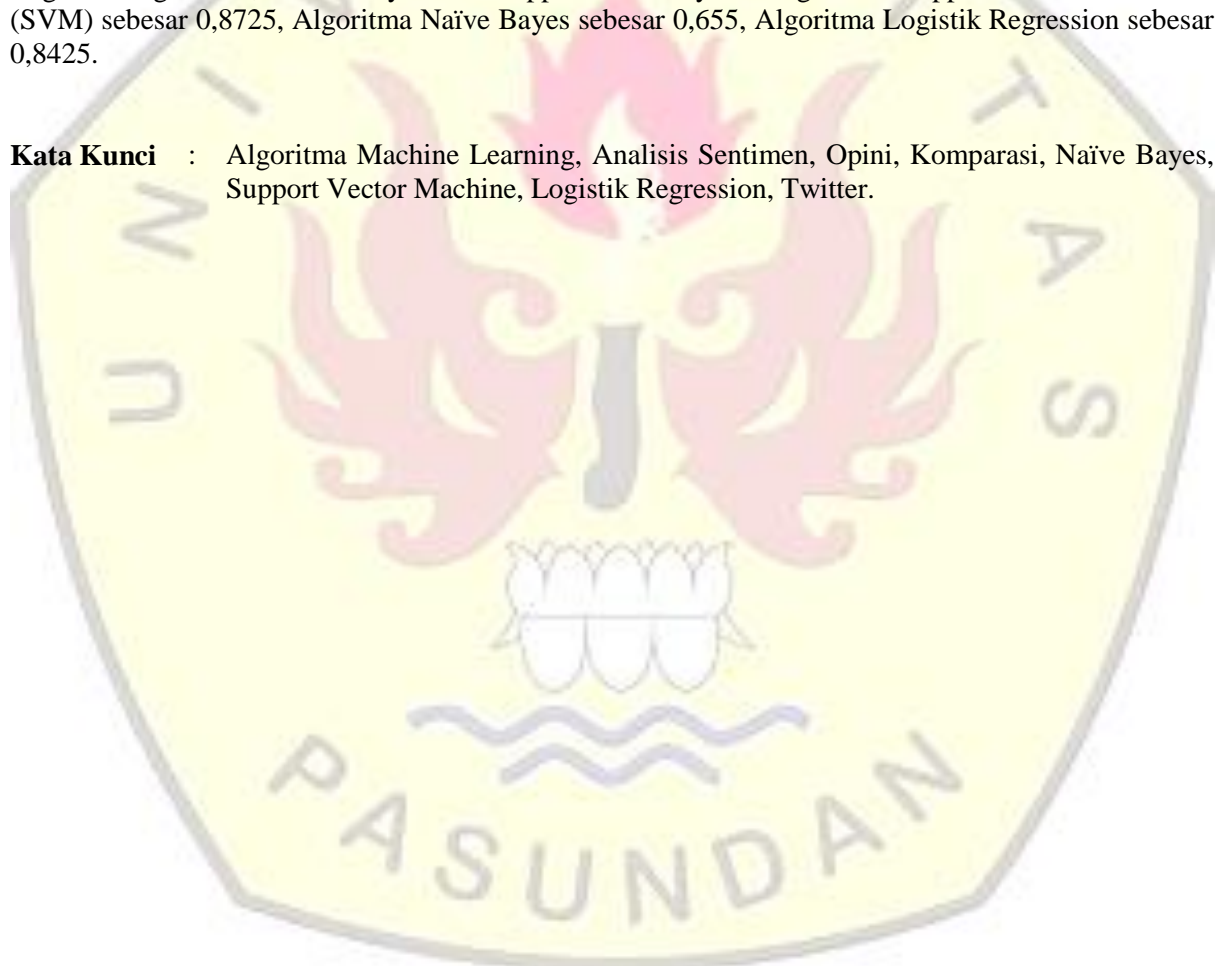 (SVM) sebesar 0,8725, Algoritma Naïve Bayes sebesar 0,655, Algoritma Logistik Regression sebesar
0,8425.
Kata Kunci : Algoritma Machine Learning, Analisis Sentimen, Opini, Komparasi, Naïve Bayes,
Support Vector Machine, Logistik Regression, Twitter.
U N I T A S
PASUNDAN